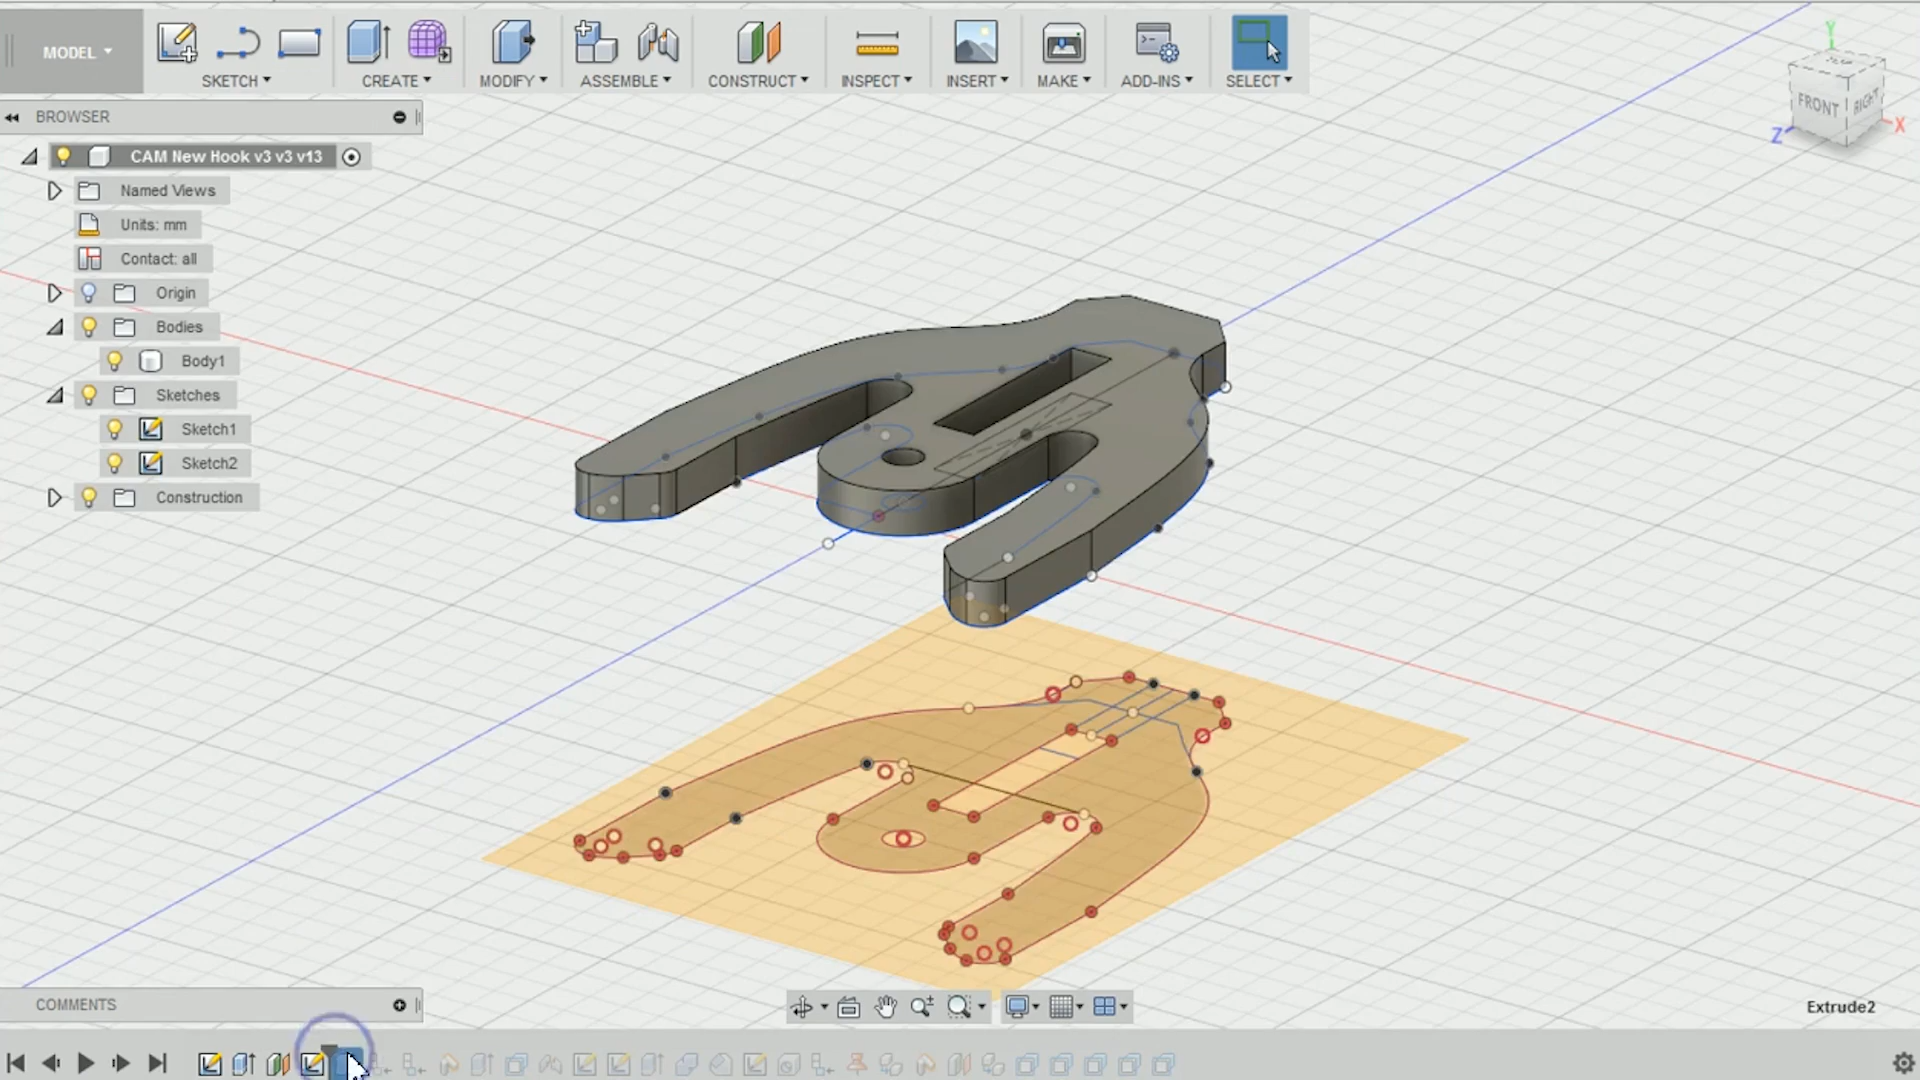 MODEL
SKETCH
CREATE
MODIFY
ASSEMBLE
CONSTRUCT
INSPECT
INSERT
MAKE
ADD-INS
SELECT
Y
FRONT
RIGHT
Z
X
BROWSER
CAM New Hook v3 v3 v13
Named Views
Units: mm
Contact: all
Origin
Bodies
Body1
Sketches
Sketch1
Sketch2
Construction
COMMENTS
Extrude2